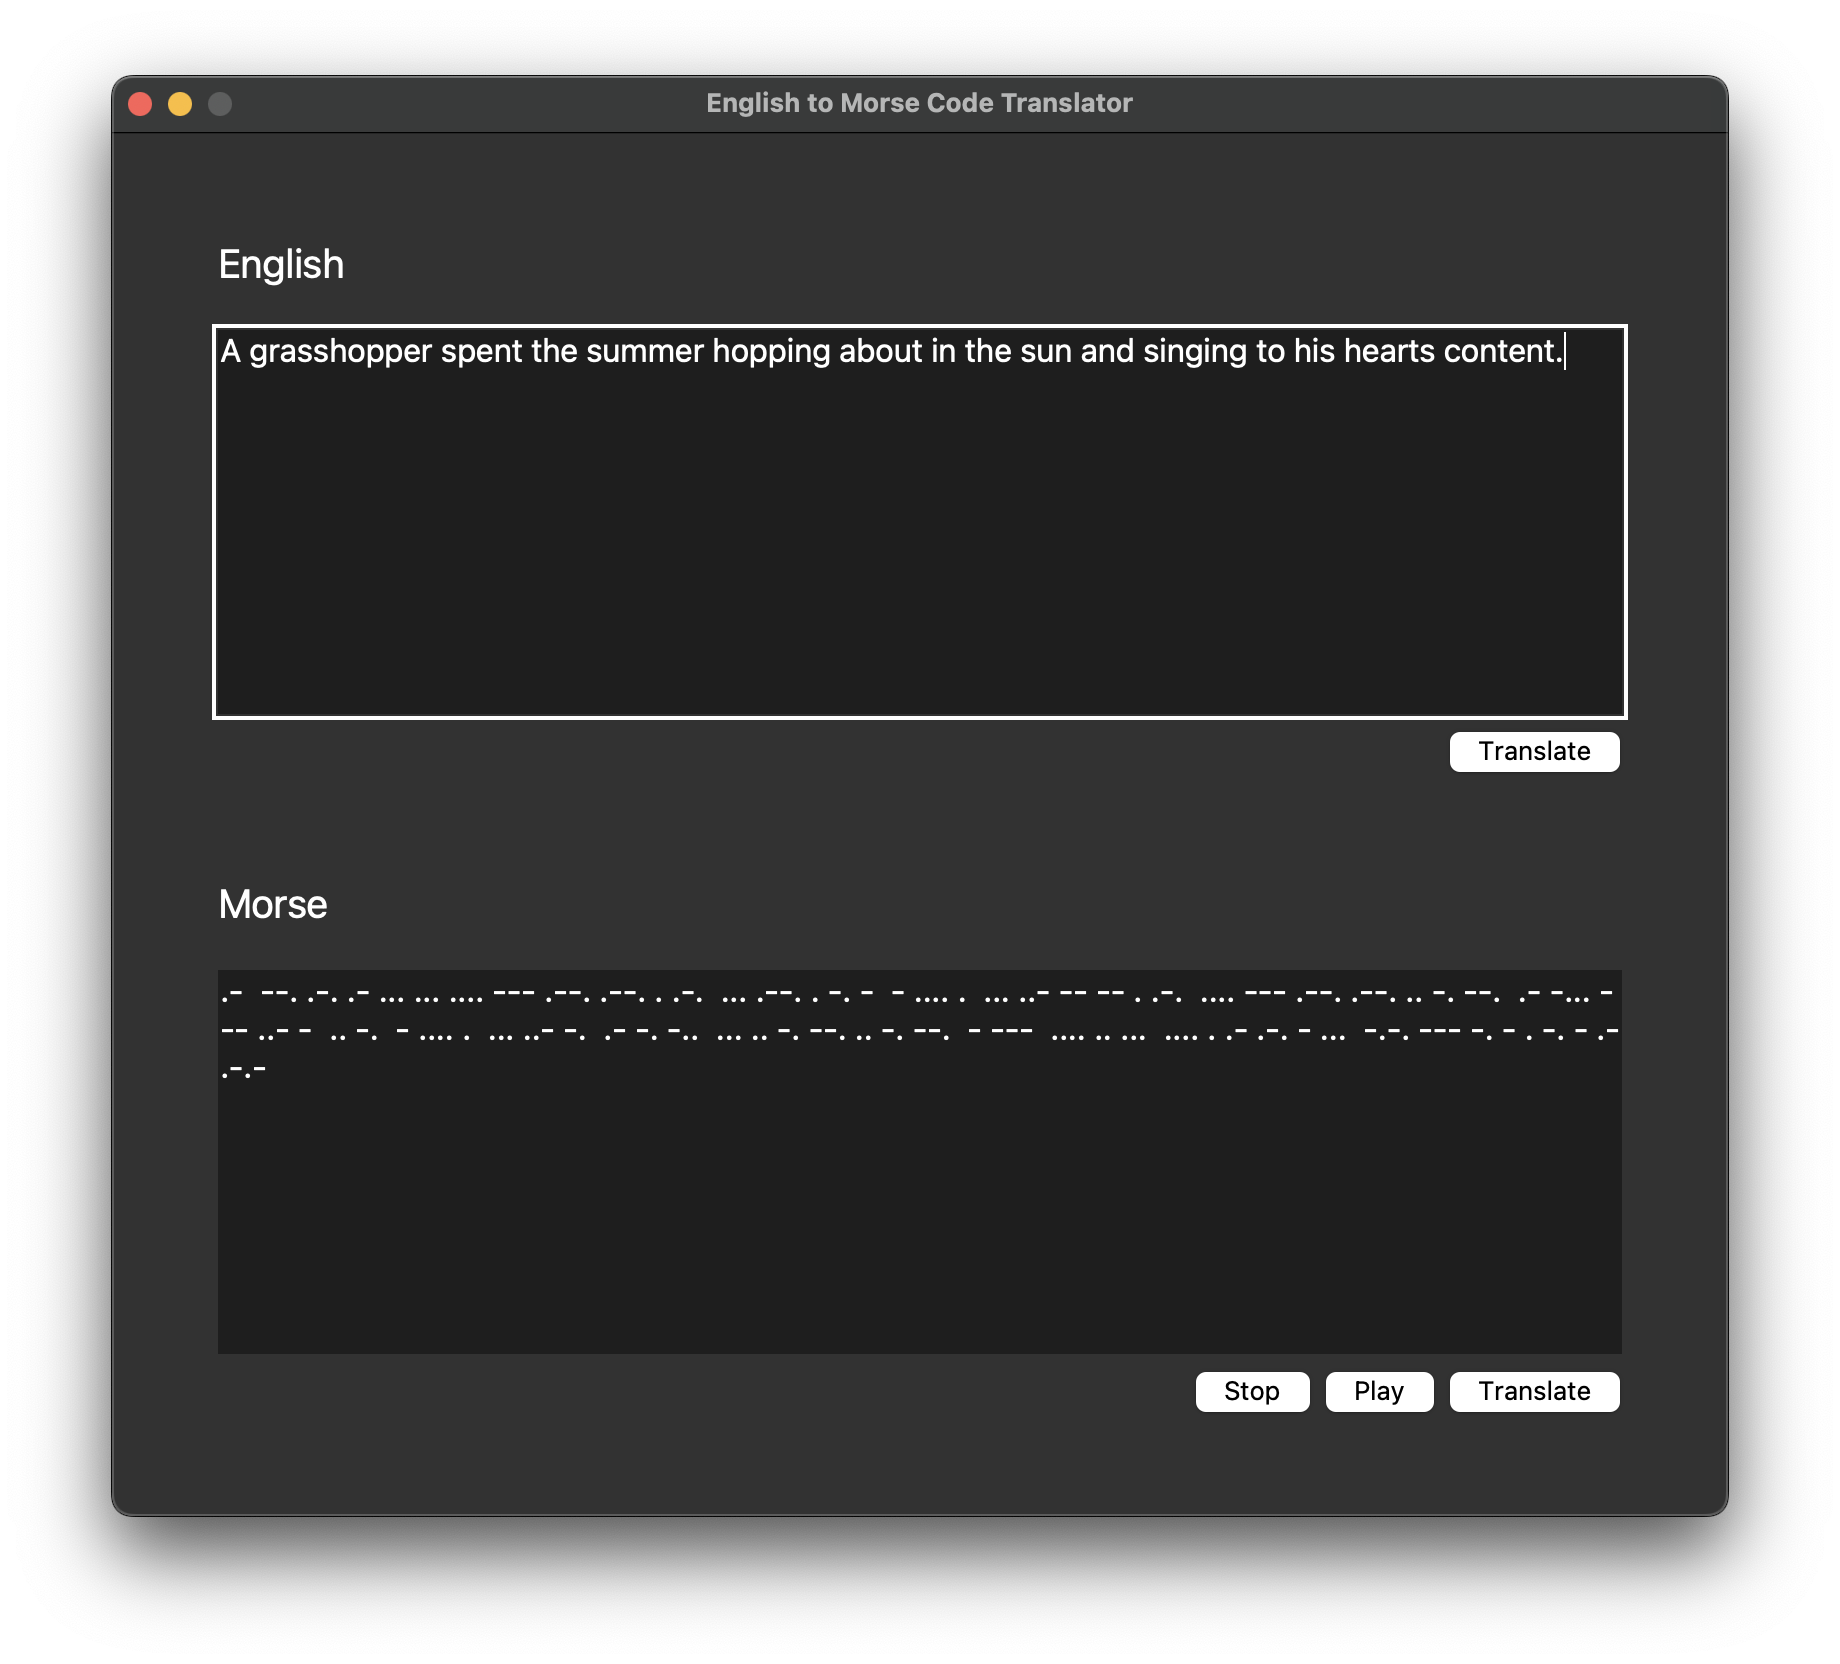 English to Morse Code Translator
English
A grasshopper spent the summer hopping about in the sun and singing to his hearts content.
Translate
Morse
.-  --. .-. .- ... ... .... --- .--. .--. . .-.  ... .--. . -. -  - .... .  ... ..- -- -- . .-.  .... --- .--. .--. .. -. --.  .- -... -
-- ..- -  .. -.  - .... .  ... ..- -.  .- -. -..  ... .. -. --. .. -. --.  - ---  .... .. ...  .... . .- .-. - ...  -.-. --- -. - . -. - .-
.-.-
Stop
Play
Translate